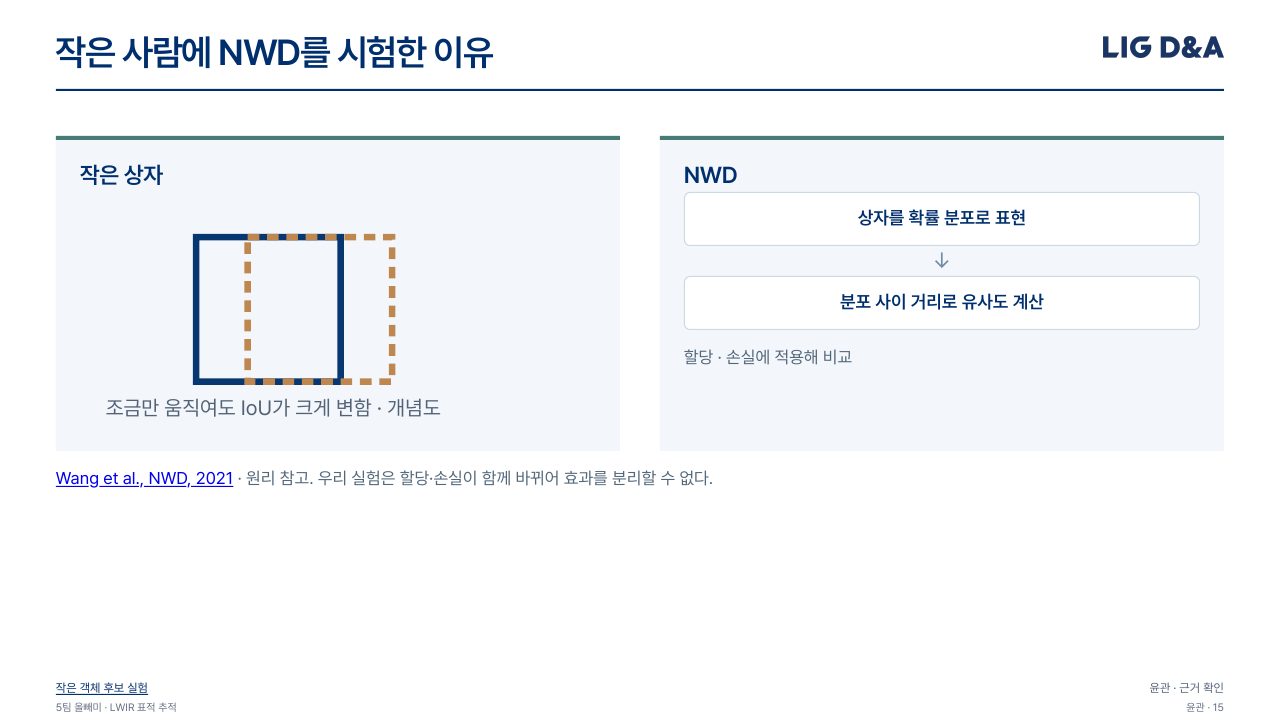 작은 사람에 NWD를 시험한 이유
LIG D&A
작은 상자
조금만 움직여도 IoU가 크게 변함 · 개념도
NWD
상자를 확률 분포로 표현
↓
분포 사이 거리로 유사도 계산
할당 · 손실에 적용해 비교
Wang et al., NWD, 2021 · 원리 참고. 우리 실험은 할당·손실이 함께 바뀌어 효과를 분리할 수 없다.
작은 객체 후보 실험
5팀 올빼미 · LWIR 표적 추적
윤관 · 근거 확인
윤관 · 15